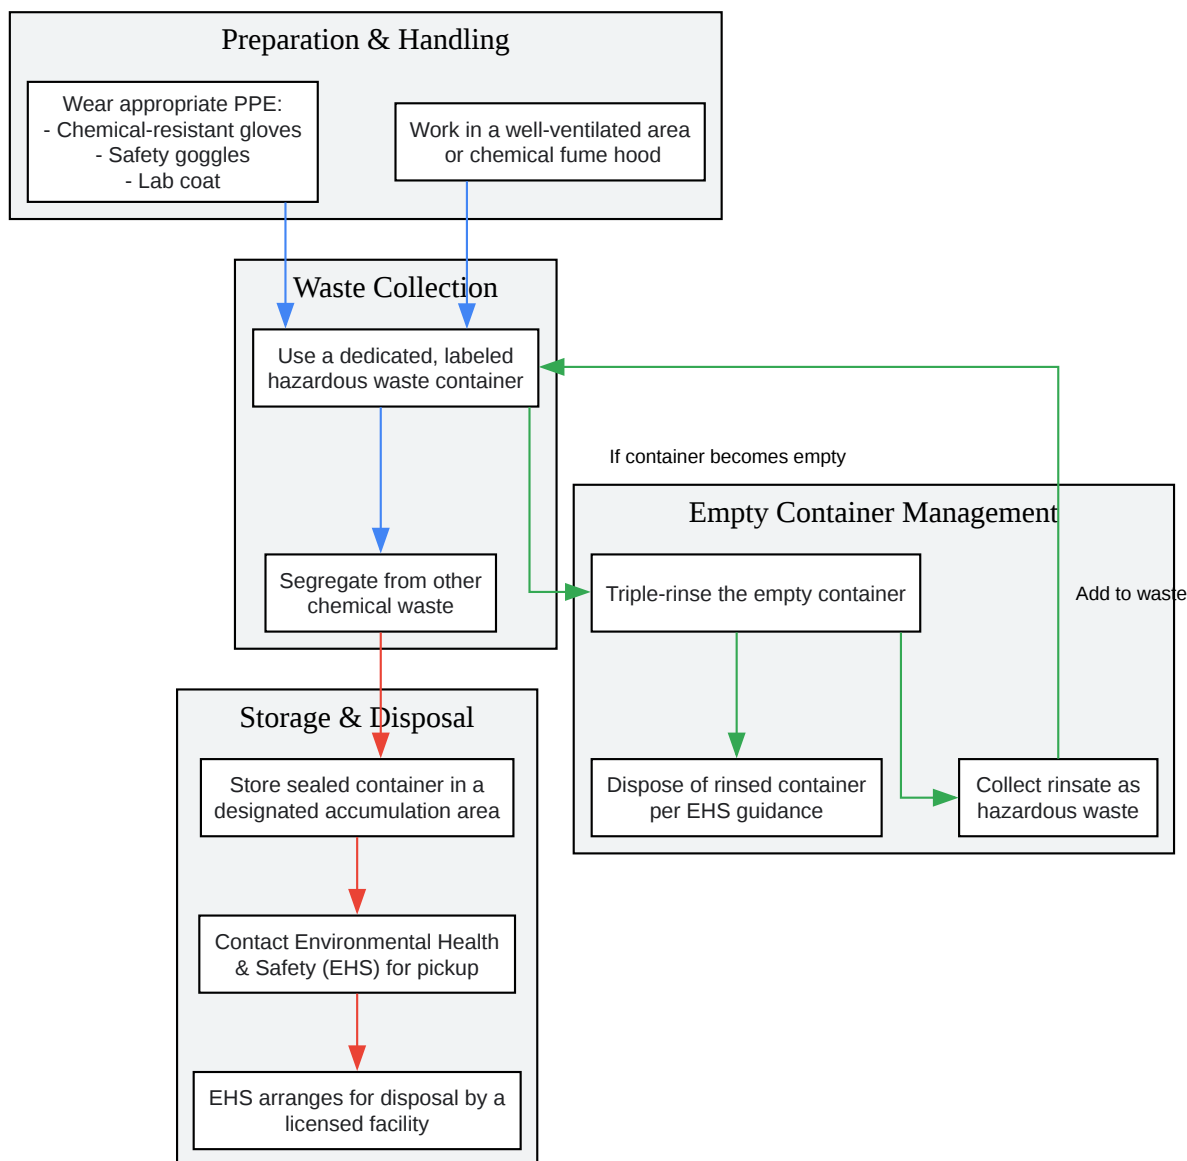 Preparation & Handling
Wear appropriate PPE:
- Chemical-resistant gloves
- Safety goggles
- Lab coat
Work in a well-ventilated area
or chemical fume hood
Waste Collection
Use a dedicated, labeled
hazardous waste container
If container becomes empty
Empty Container Management
Segregate from other
chemical waste
Triple-rinse the empty container
Add to waste
Storage & Disposal
Store sealed container in a
designated accumulation area
Dispose of rinsed container
per EHS guidance
Collect rinsate as
hazardous waste
Contact Environmental Health
& Safety (EHS) for pickup
EHS arranges for disposal by a
licensed facility